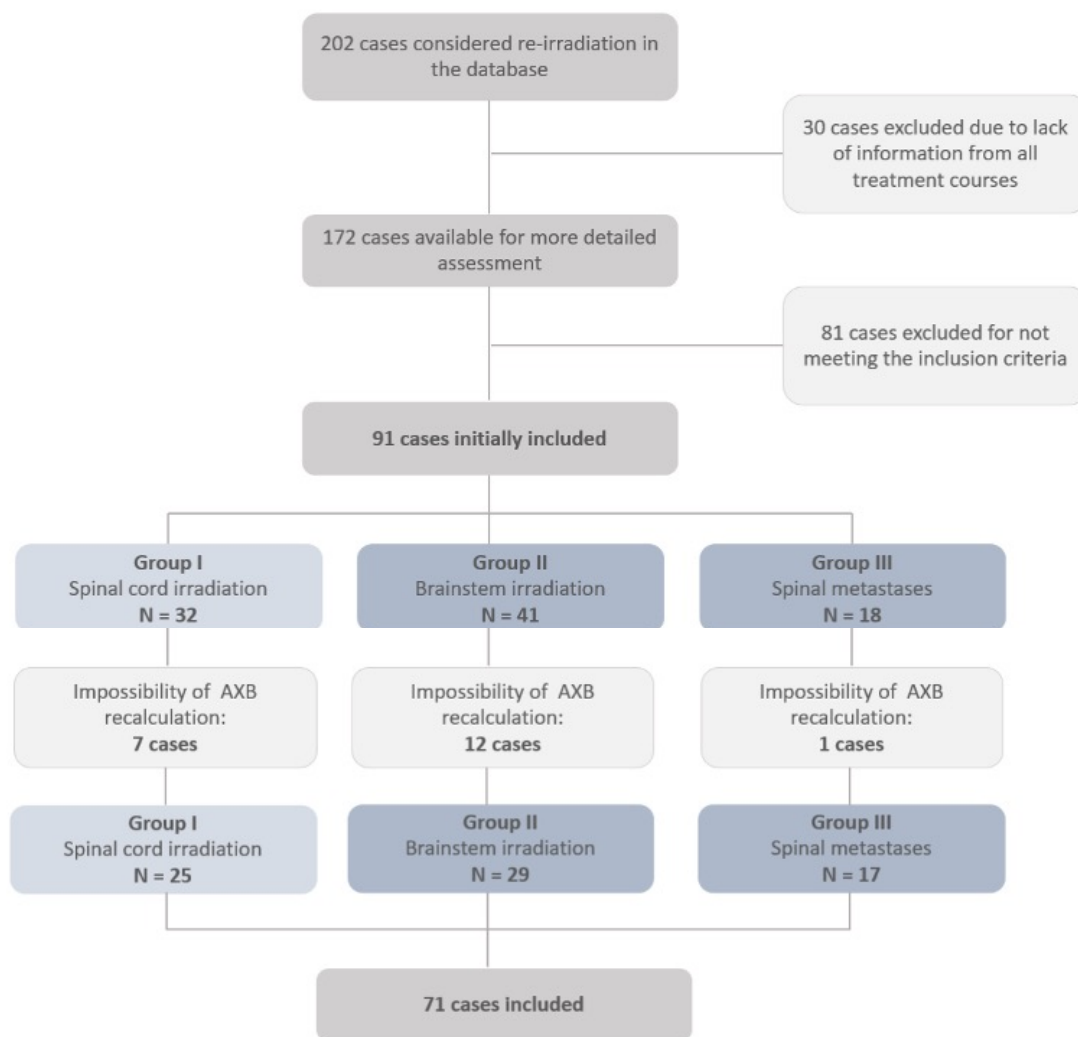 202 cases considered re-irradiation in
the database
30 cases excluded due to lack
of information from all
treatment courses
172 cases available for more detailed
assessment
81 cases excluded for not
meeting the inclusion criteria
91 cases initially included
Group I
Spinal cord irradiation
N = 32
Group II
Brainstem irradiation
N = 41
Group III
Spinal metastases
N = 18
Impossibility of AXB
recalculation:
7 cases
Impossibility of AXB
recalculation:
12 cases
Impossibility of AXB
recalculation:
1 cases
Group I
Spinal cord irradiation
N = 25
Group II
Brainstem irradiation
N = 29
Group III
Spinal metastases
N = 17
71 cases included